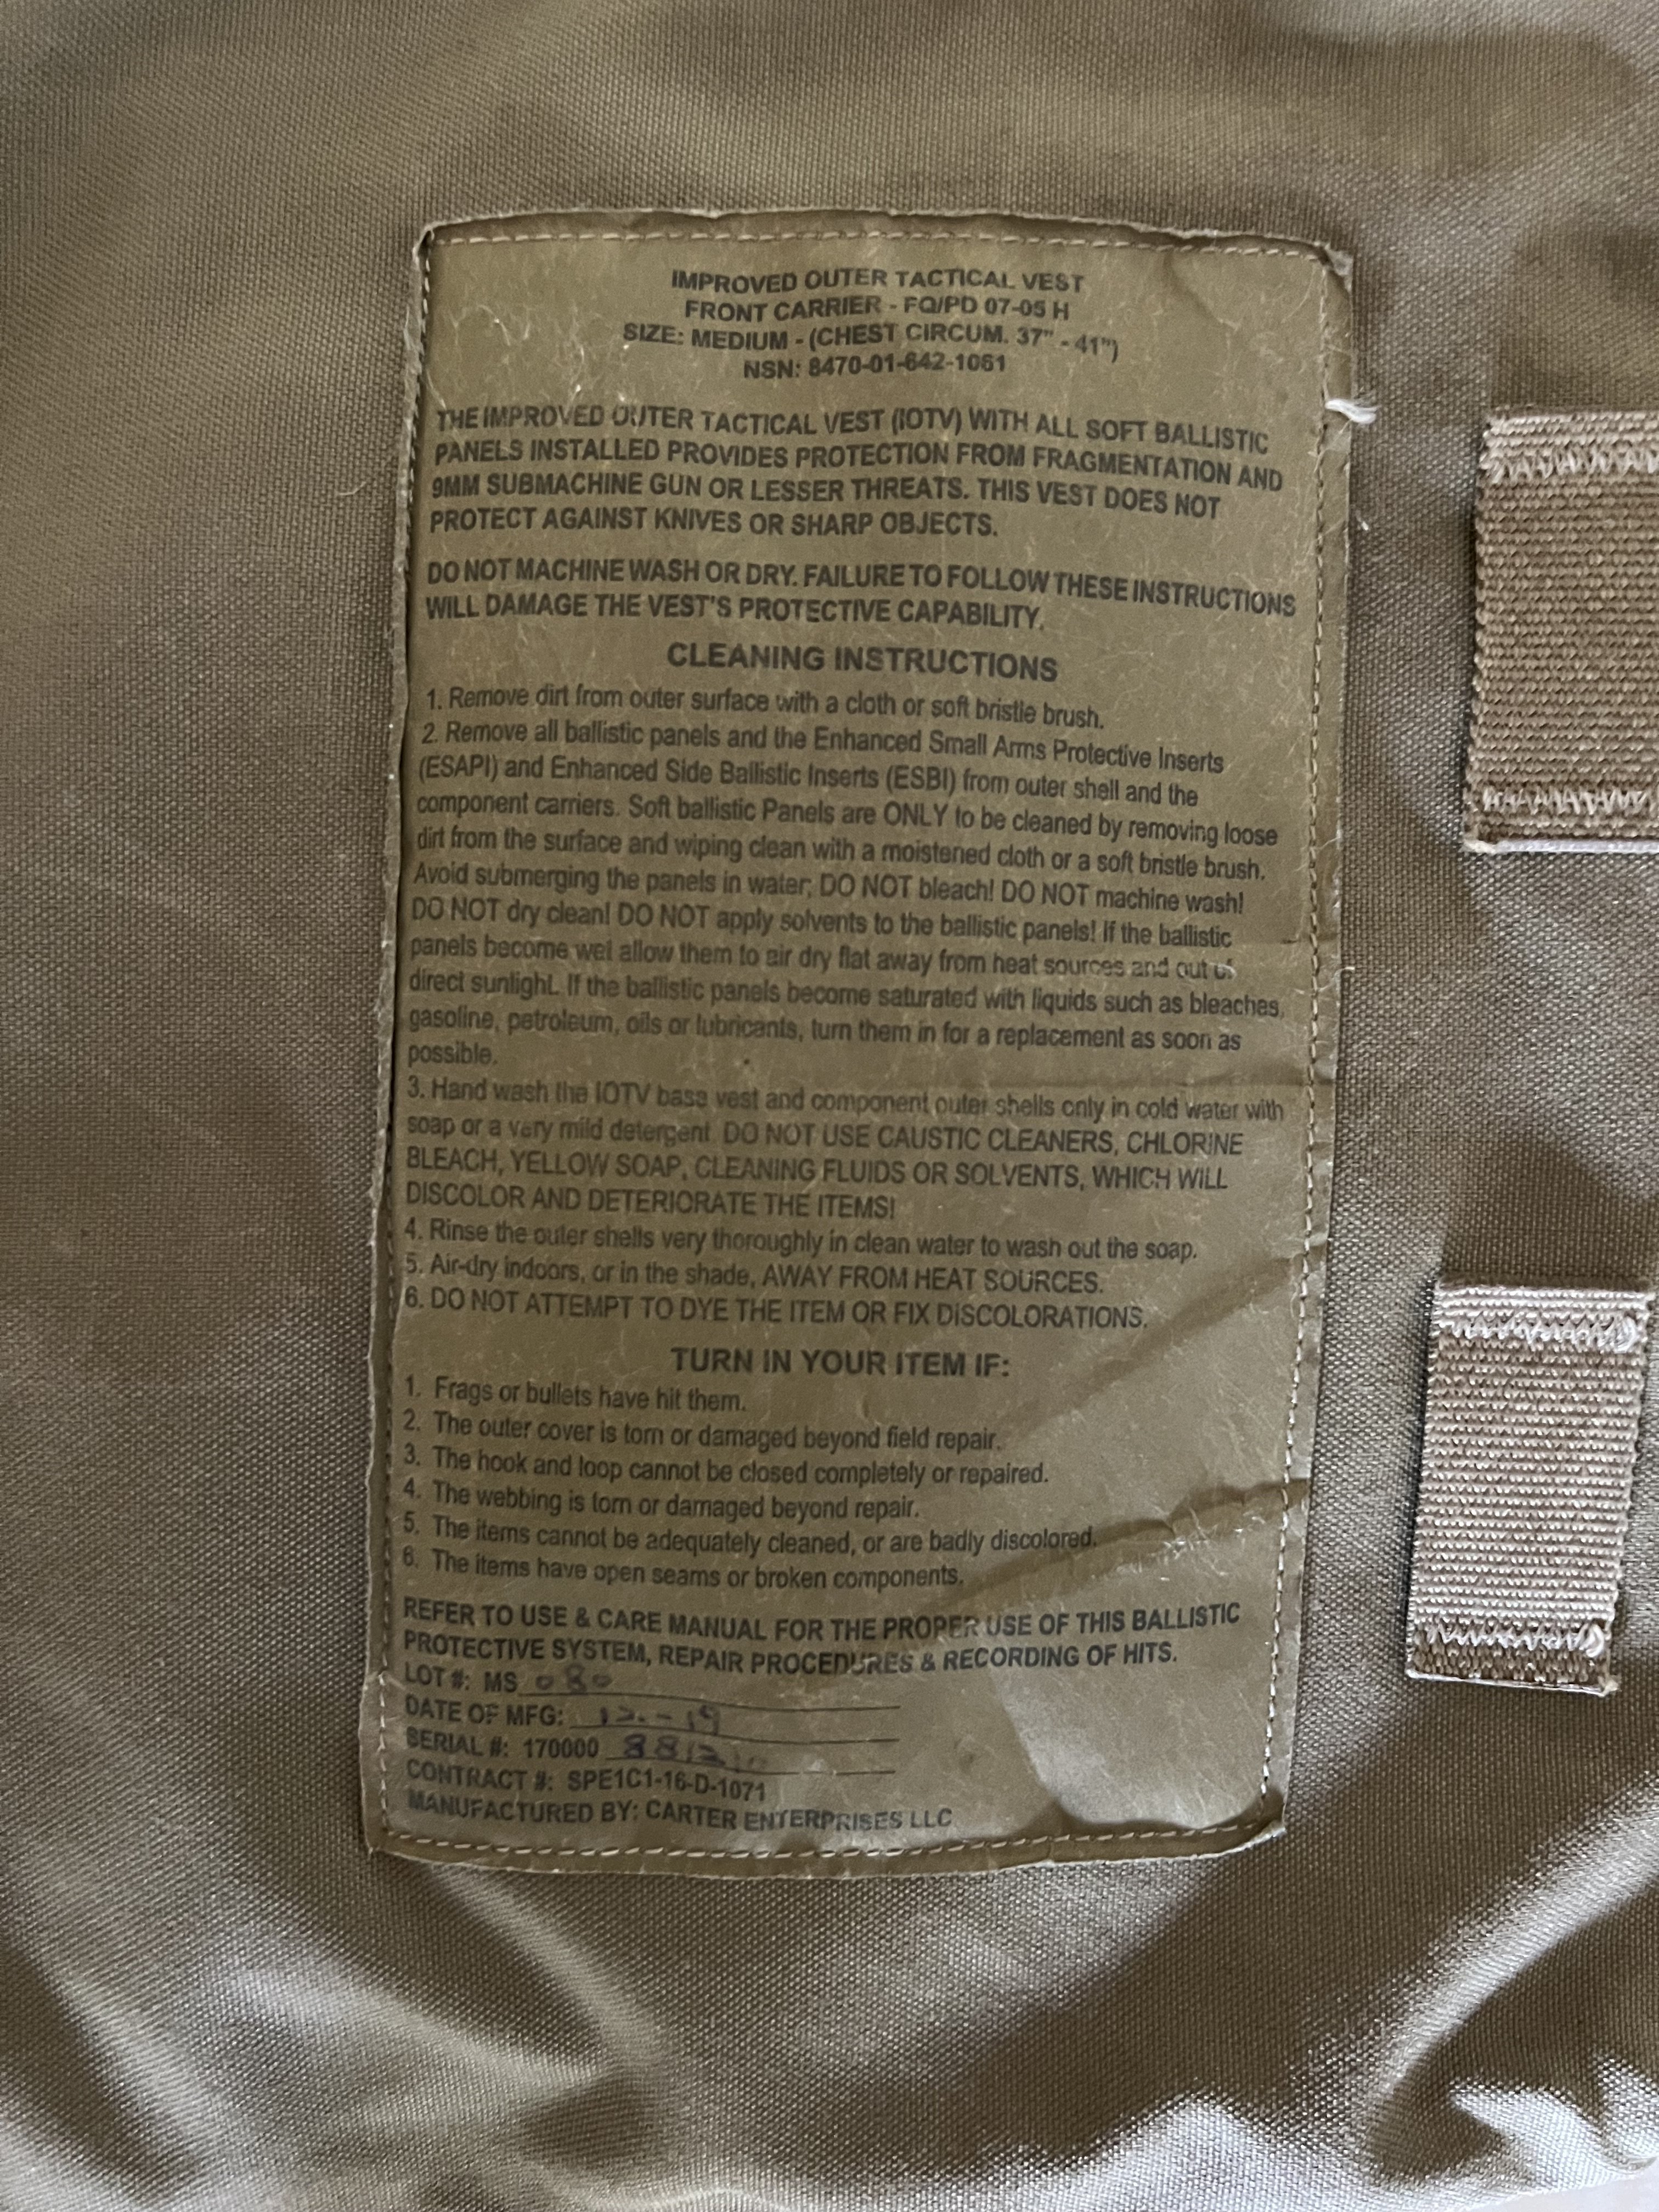 IMPROVED OUTER TACTICAL VEST
FRONT CARRIER - FQ/PD 07-05 H
SIZE: MEDIUM - (CHEST CIRCUM. 37" - 41")
NSN: 8470-01-642-1061
THE IMPROVED OUTER TACTICAL VEST (IOTV) WITH ALL SOFT BALLISTIC
PANELS INSTALLED PROVIDES PROTECTION FROM FRAGMENTATION AND
9MM SUBMACHINE GUN OR LESSER THREATS. THIS VEST DOES NOT
PROTECT AGAINST KNIVES OR SHARP OBJECTS.
DO NOT MACHINE WASH OR DRY. FAILURE TO FOLLOW THESE INSTRUCTIONS
WILL DAMAGE THE VEST'S PROTECTIVE CAPABILITY.
CLEANING INSTRUCTIONS
1. Remove dirt from outer surface with a cloth or soft bristle brush.
2. Remove all ballistic panels and the Enhanced Small Arms Protective Inserts
(ESAPI) and Enhanced Side Ballistic Inserts (ESBI) from outer shell and the
component carriers. Soft ballistic Panels are ONLY to be cleaned by removing loose
dirt from the surface and wiping clean with a moistened cloth or a soft bristle brush.
Avoid submerging the panels in water; DO NOT bleach! DO NOT machine wash!
DO NOT dry clean! DO NOT apply solvents to the ballistic panels! If the ballistic
panels become wet allow them to air dry flat away from heat sources and out of
direct sunlight. If the ballistic panels become saturated with liquids such as bleaches,
gasoline, petroleum, oils or lubricants, turn them in for a replacement as soon as
possible.
3. Hand wash the IOTV base vest and component outer shells only in cold water with
soap or a very mild detergent. DO NOT USE CAUSTIC CLEANERS, CHLORINE
BLEACH, YELLOW SOAP, CLEANING FLUIDS OR SOLVENTS, WHICH WILL
DISCOLOR AND DETERIORATE THE ITEMS!
4. Rinse the outer shells very thoroughly in clean water to wash out the soap.
5. Air-dry indoors, or in the shade, AWAY FROM HEAT SOURCES.
6. DO NOT ATTEMPT TO DYE THE ITEM OR FIX DISCOLORATIONS.
TURN IN YOUR ITEM IF:
1. Frags or bullets have hit them.
2. The outer cover is torn or damaged beyond field repair.
3. The hook and loop cannot be closed completely or repaired.
4. The webbing is torn or damaged beyond repair.
5. The items cannot be adequately cleaned, or are badly discolored.
6. The items have open seams or broken components.
REFER TO USE & CARE MANUAL FOR THE PROPER USE OF THIS BALLISTIC
PROTECTIVE SYSTEM, REPAIR PROCEDURES & RECORDING OF HITS.
LOT #: MS 080
DATE OF MFG: 12-19
SERIAL #: 170000
CONTRACT #: SPE1C1-16-D-1071
MANUFACTURED BY: CARTER ENTERPRISES LLC